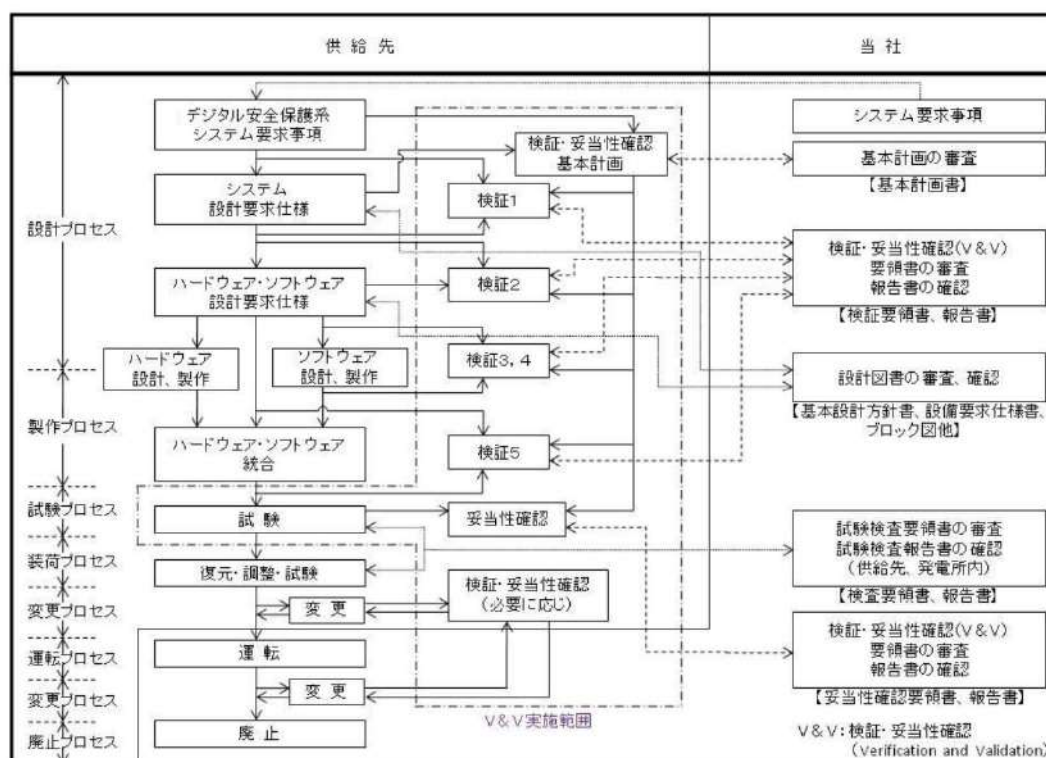 供給先
当社
設計プロセス
製作プロセス
試験プロセス
装荷プロセス
変更プロセス
運転プロセス
変更プロセス
廃止プロセス
デジタル安全保護系
システム要求事項
システム
設計要求仕様
ハードウェア・ソフトウェア
設計要求仕様
ハードウェア
設計、製作
ソフトウェア
設計、製作
ハードウェア・ソフトウェア
統合
試験
復元・調整・試験
変更
運転
変更
廃止
検証・妥当性確認
基本計画
検証1
検証2
検証3, 4
検証5
妥当性確認
検証・妥当性確認
(必要に応じ)
V&V実施範囲
システム要求事項
基本計画の審査
【基本計画書】
検証・妥当性確認(V&V)
要領書の審査
報告書の確認
【検証要領書、報告書】
設計図書の審査、確認
【基本設計方針書、設備要求仕様書、
ブロック図他】
試験検査要領書の審査
試験検査報告書の確認
(供給先、発電所内)
【検査要領書、報告書】
検証・妥当性確認(V&V)
要領書の審査
報告書の確認
【妥当性確認要領書、報告書】
V&V:検証・妥当性確認
(Verification and Validation)